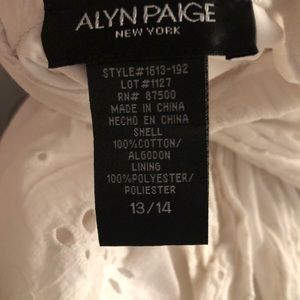 ALYN PAIGE
NEW YORK
STYLE#1613-192
LOT#1127
RN# 87500
MADE IN CHINA
HECHO EN CHINA
SHELL
100%COTTON/
ALGODON
LINING
100%POLYESTER/
POLIESTER
13/14